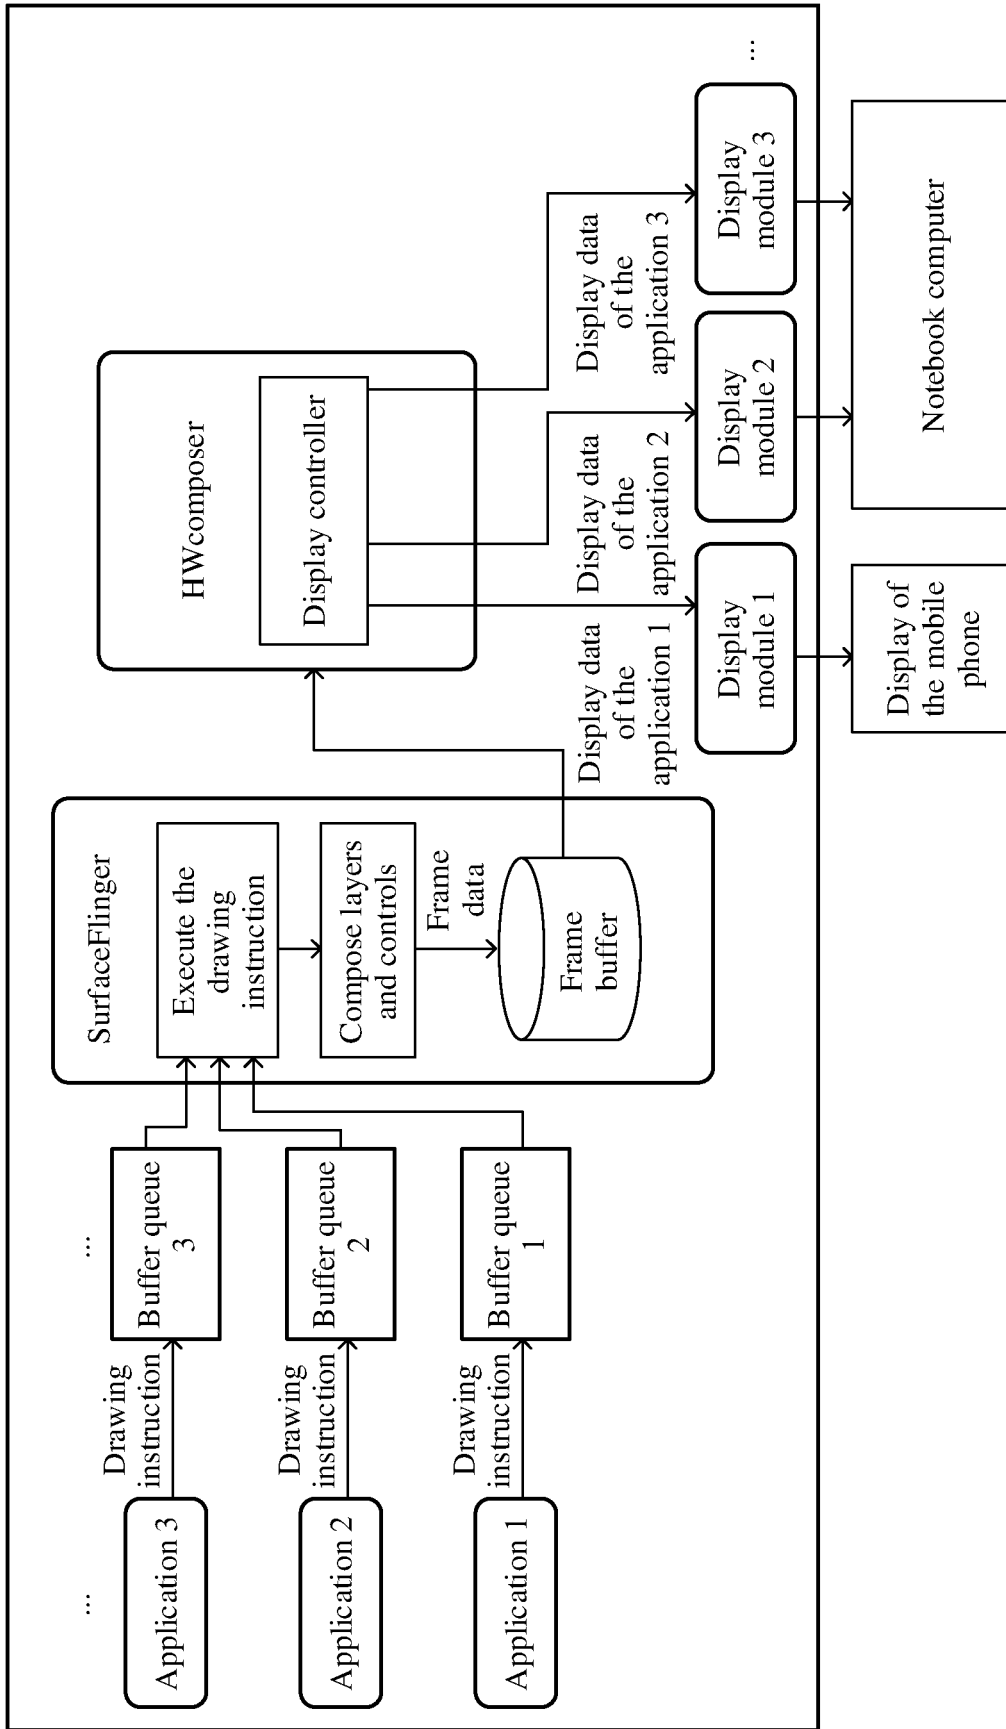 ...
Application 3
Application 2
Application 1
Drawing
instruction
Drawing
instruction
Drawing
instruction
...
Buffer queue
3
Buffer queue
2
Buffer queue
1
SurfaceFlinger
Execute the
drawing
instruction
Compose layers
and controls
Frame
data
Frame
buffer
HWcomposer
Display controller
Display data
of the
application 1
Display data
of the
application 2
Display data
of the
application 3
Display
module 1
Display
module 2
Display
module 3
...
Display of
the mobile
phone
Notebook computer